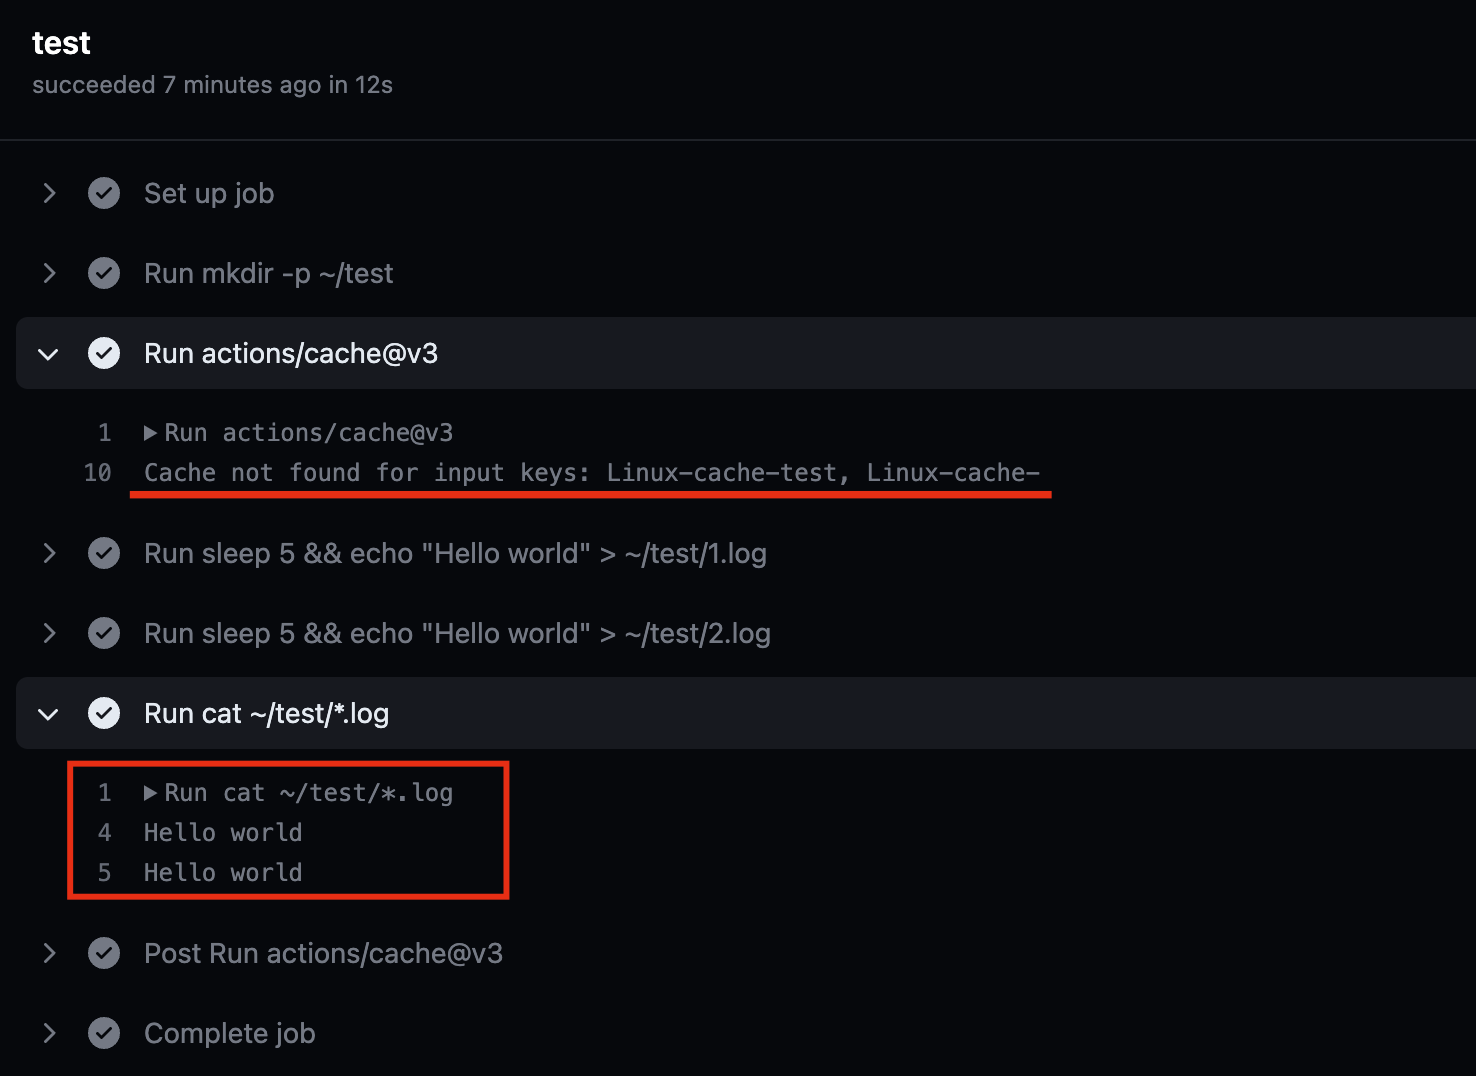 test
succeeded 7 minutes ago in 12s
Set up job
Run mkdir -p ~/test
Run actions/cache@v3
1 ▶Run actions/cache@v3
10 Cache not found for input keys: Linux-cache-test, Linux-cache-
Run sleep 5 && echo "Hello world" > ~/test/1.log
Run sleep 5 && echo "Hello world" > ~/test/2.log
Run cat ~/test/*.log
1 ▶Run cat ~/test/*.log
4 Hello world
5 Hello world
Post Run actions/cache@v3
Complete job